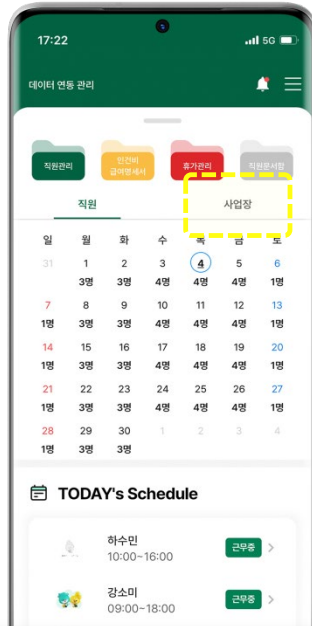 17:22 5G
데이터 연동 관리
직원관리 인건비 급여명세서 휴가관리 직원문서함
직원 사업장
일 월 화 수 목 금 토
31 1 2 3 4 5 6
3명 3명 4명 4명 4명 1명
7 8 9 10 11 12 13
1명 3명 3명 4명 4명 4명 1명
14 15 16 17 18 19 20
1명 3명 3명 4명 4명 4명 1명
21 22 23 24 25 26 27
1명 3명 3명 4명 4명 4명 1명
28 29 30 1 2 3 4
1명 3명 3명
TODAY's Schedule
하수민
10:00~16:00 근무중
강소미
09:00~18:00 근무중